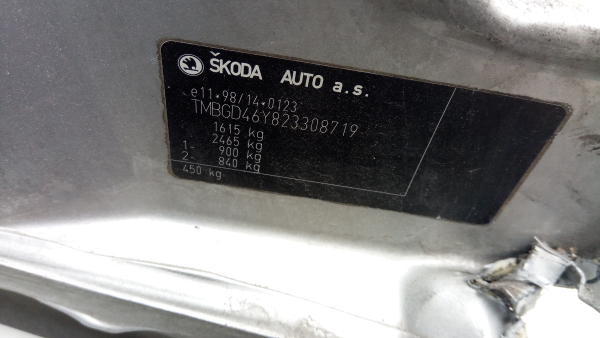 ŠKODA AUTO a.s.
e11*98/14*0123
TMBGD46Y823308719
1615 kg
2465 kg
1- 900 kg
2- 840 kg
450 kg